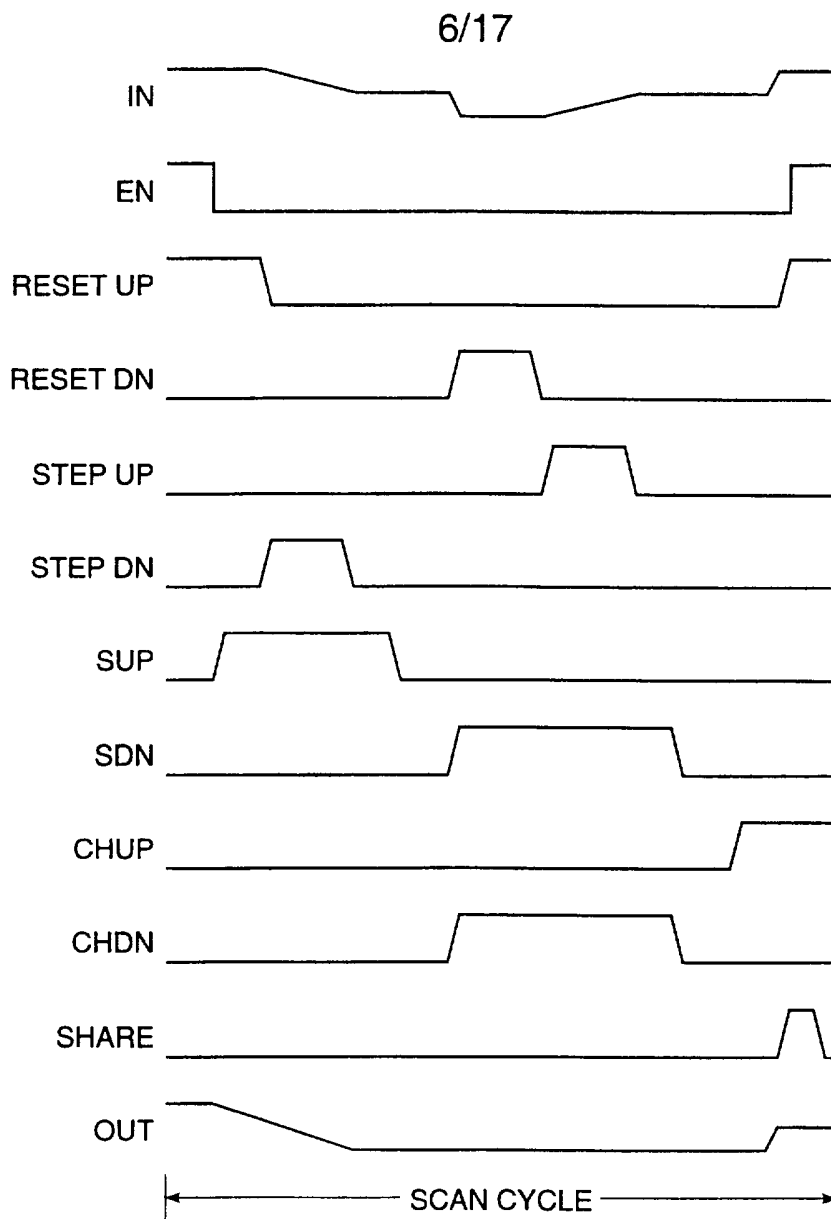 6/17
IN
EN
RESET UP
RESET DN
STEP UP
STEP DN
SUP
SDN
CHUP
CHDN
SHARE
OUT
SCAN CYCLE